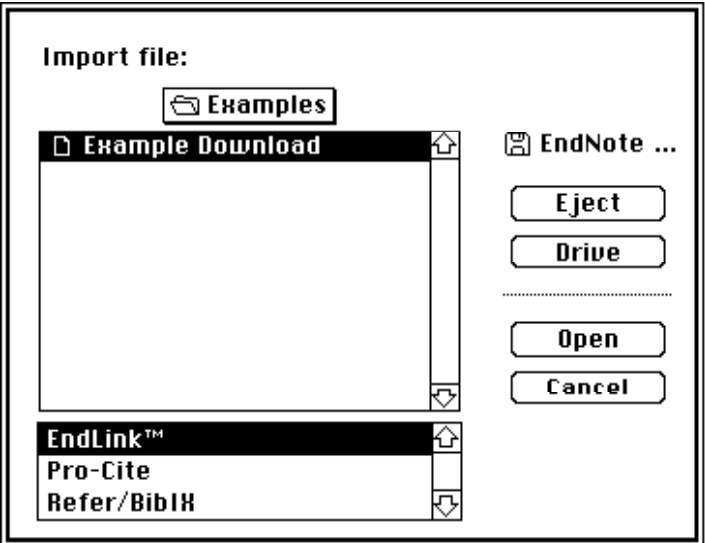 Import file:
Examples
Example Download
EndNote ...
Eject
Drive
Open
Cancel
EndLink™
Pro-Cite
Refer/BibIX